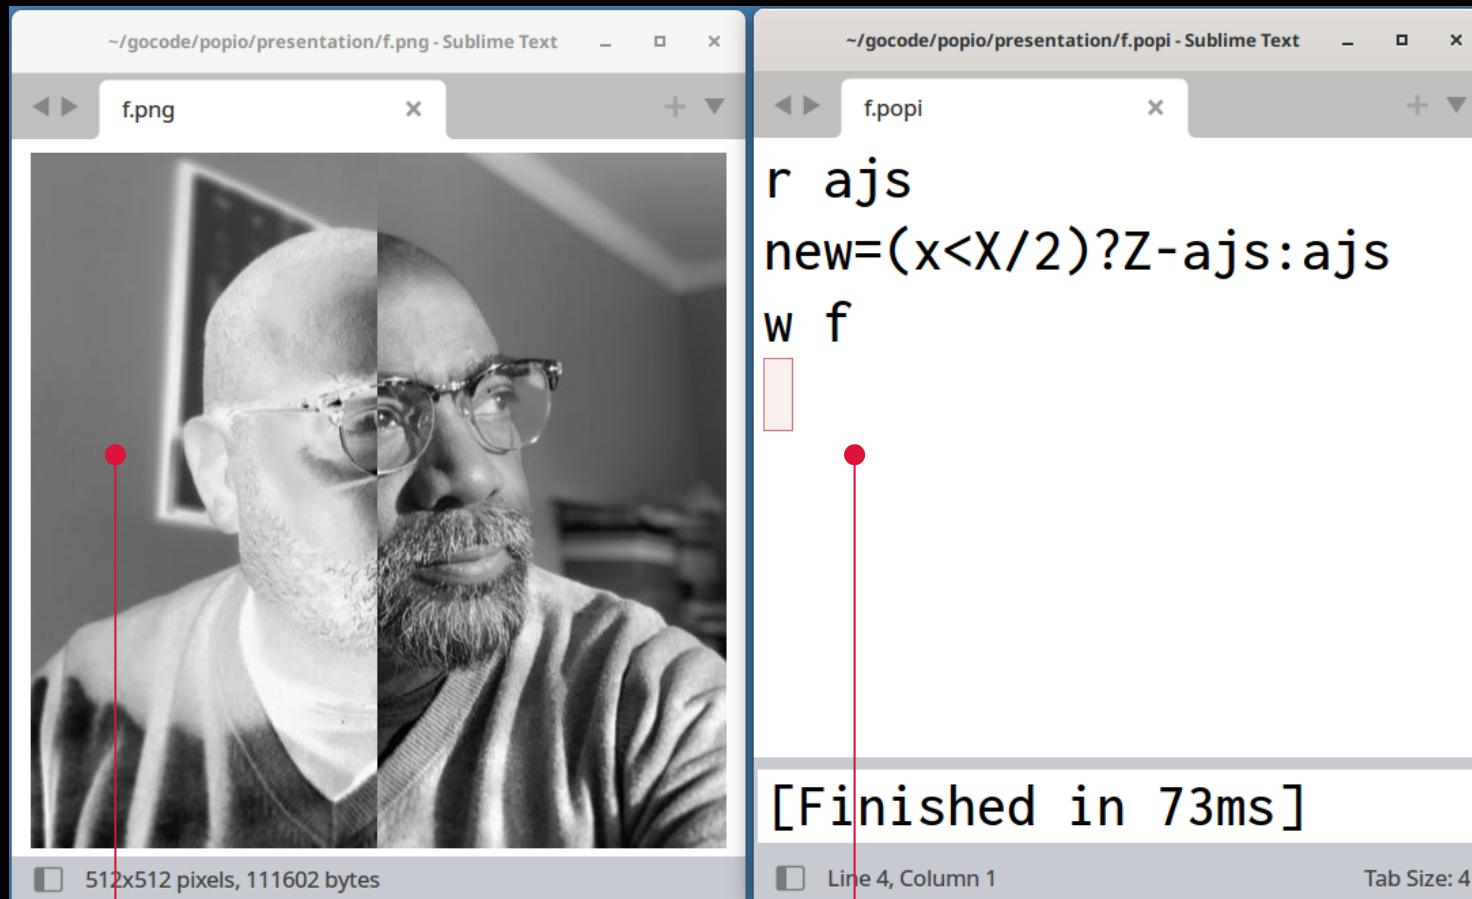 ~/gocode/popio/presentation/f.png - Sublime Text
f.png
512x512 pixels, 111602 bytes
~/gocode/popio/presentation/f.popi - Sublime Text
f.popi
r ajs
new=(x<X/2)?Z-ajs:ajs
w f
[Finished in 73ms]
Line 4, Column 1
Tab Size: 4